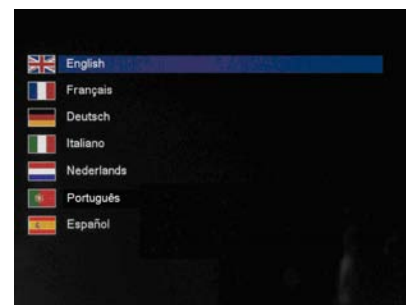 English
Français
Deutsch
Italiano
Nederlands
Português
Español